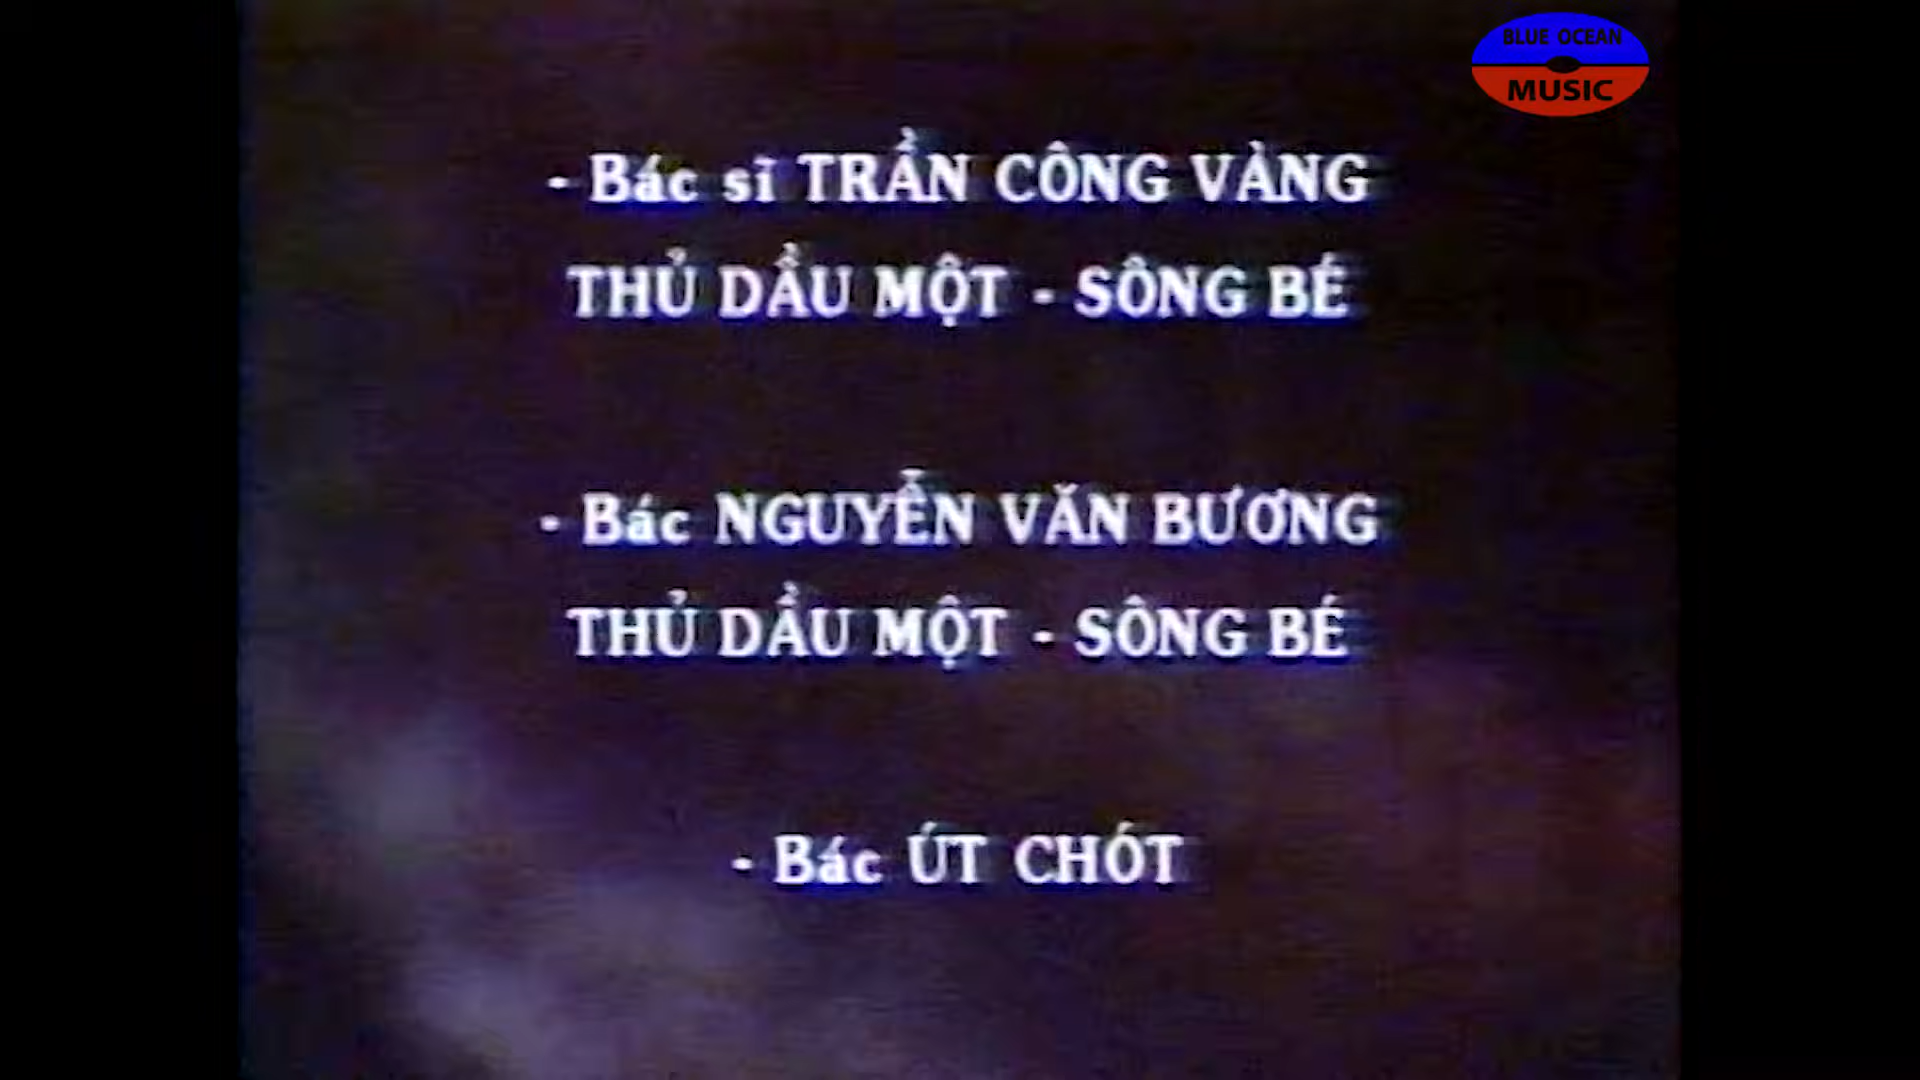 BLUE OCEAN
MUSIC
- Bác sĩ TRẦN CÔNG VÀNG
THỦ DẦU MỘT - SÔNG BÉ
- Bác NGUYỄN VĂN BƯƠNG
THỦ DẦU MỘT - SÔNG BÉ
- Bác ÚT CHÓT